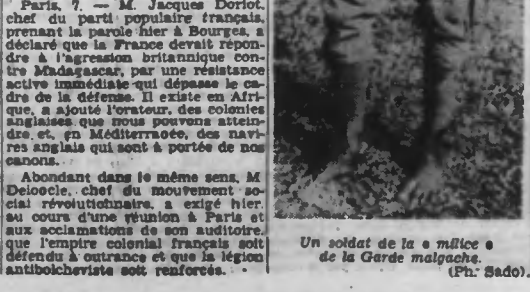 Paris, 7. — M. Jacques Doriot,
chef du parti populaire français,
prenant la parole hier à Bourges, a
déclaré que la France devait répon-
dre à l'agression britannique con-
tre Madagascar, par une résistance
active immédiate qui dépasse le ca-
dre de la défense. Il existe en Afri-
que, a ajouté l'orateur, des colonies
anglaises que nous pouvons attein-
dre et, en Méditerraoée, des navi-
res anglais qui sont à portée de nos
canons.
Abondant dans le même sens, M
Deloocle, chef du mouvement so-
cial révolutionnaire, a exigé hier,
au cours d'une réunion à Paris et
aux acclamations de son auditoire,
que l'empire colonial français soit
défendu à outrance et que la légion
antibolcheviste soit renforcés.
Un soldat de la « milice »
de la Garde malgache.
(Ph. Sado).